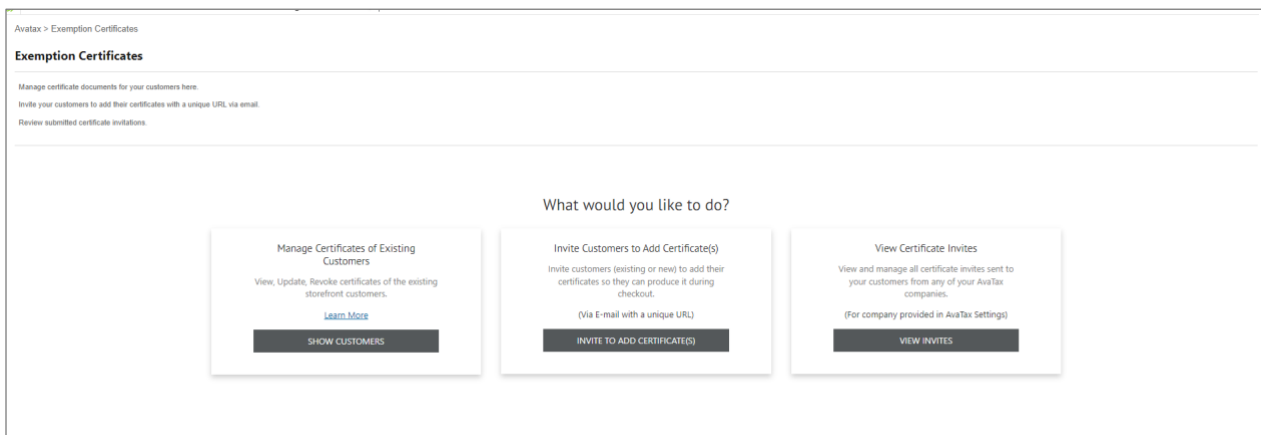 Avatax > Exemption Certificates
Exemption Certificates
Manage certificate documents for your customers here.
Invite your customers to add their certificates with a unique URL via email.
Review submitted certificate invitations.
What would you like to do?
Manage Certificates of Existing
Customers
View, Update, Revoke certificates of the existing
storefront customers.
Learn More
SHOW CUSTOMERS
Invite Customers to Add Certificate(s)
Invite customers (existing or new) to add their
certificates so they can produce it during
checkout.
(Via E-mail with a unique URL)
INVITE TO ADD CERTIFICATE(S)
View Certificate Invites
View and manage all certificate invites sent to
your customers from any of your AvaTax
companies.
(For company provided in AvaTax Settings)
VIEW INVITES